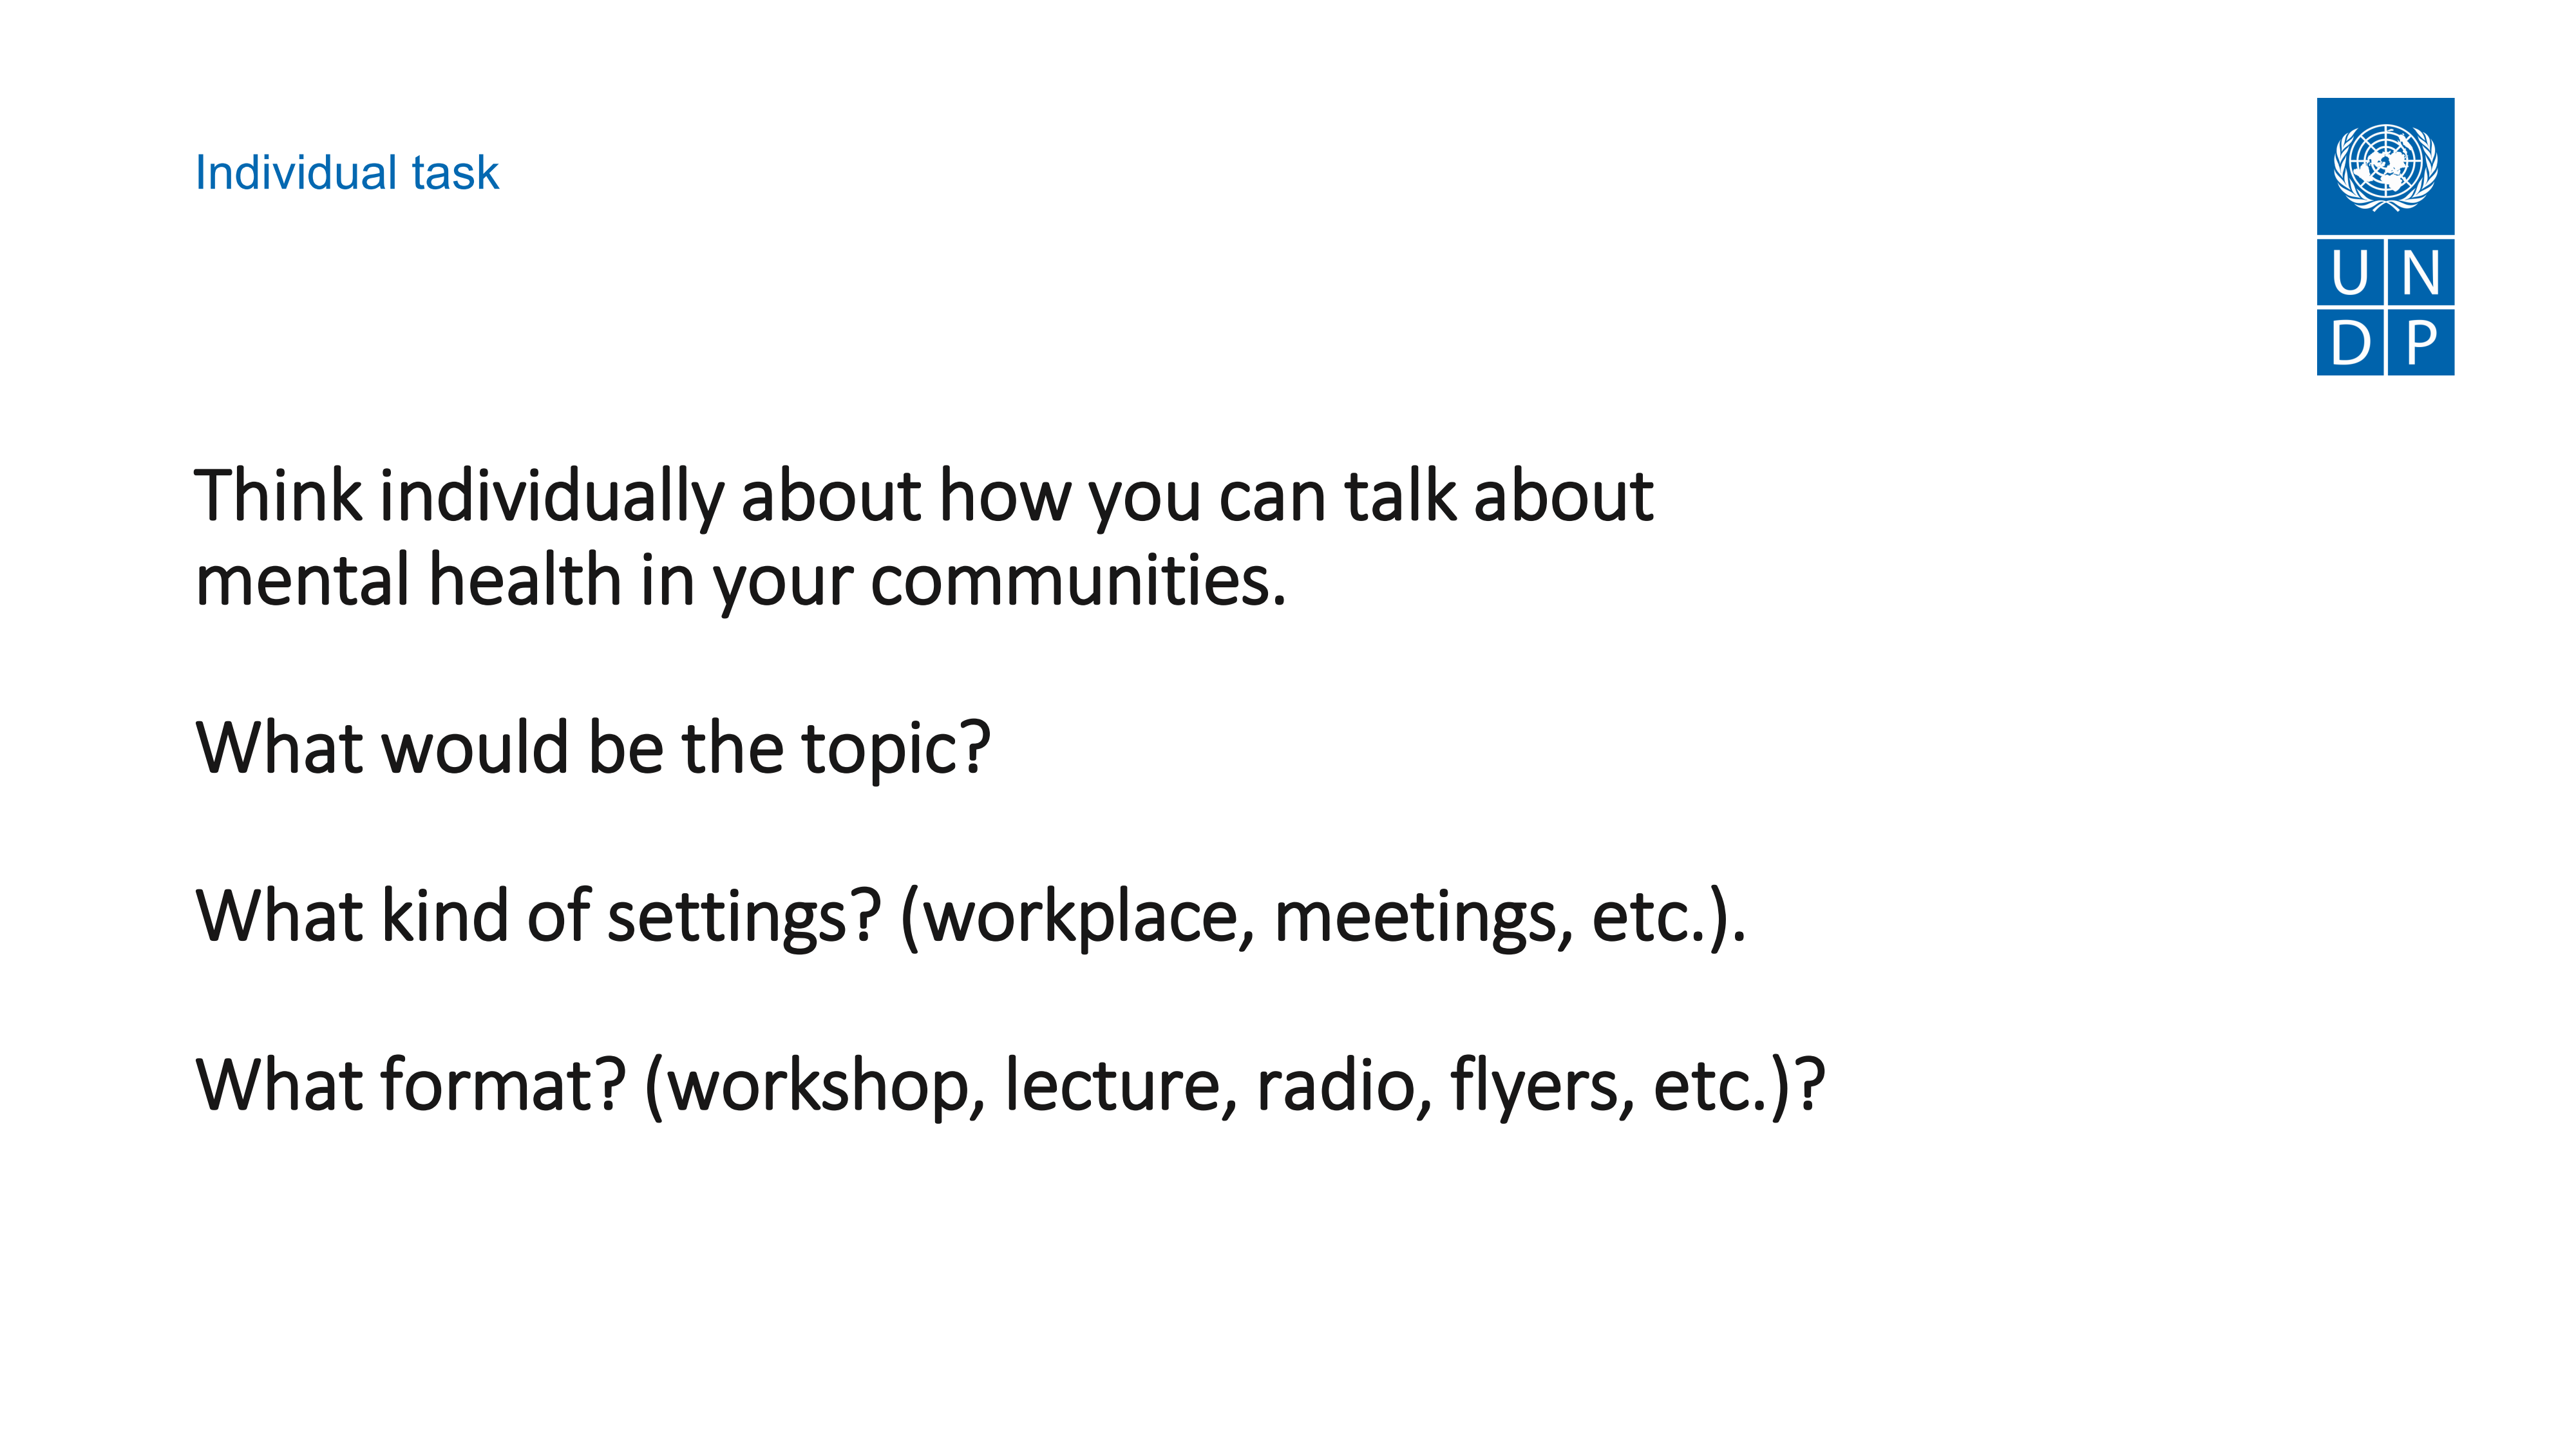 Individual task
U N
D P
Think individually about how you can talk about
mental health in your communities.
What would be the topic?
What kind of settings? (workplace, meetings, etc.).
What format? (workshop, lecture, radio, flyers, etc.)?